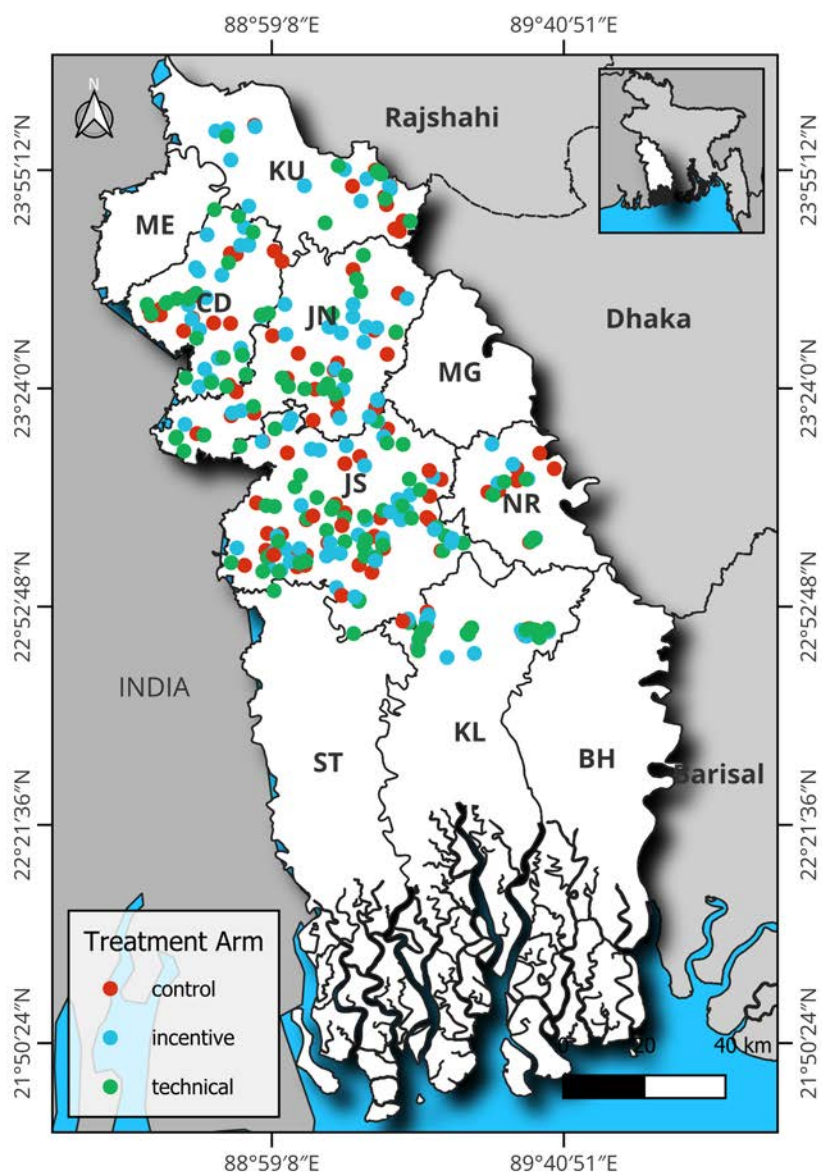 88°59′8″E 89°40′51″E
N
Rajshahi
23°55′12″N 23°55′12″N
KU
ME
CD
JN
Dhaka
MG
23°24′0″N 23°24′0″N
JS
NR
22°52′48″N 22°52′48″N
INDIA
ST
KL
BH
Barisal
22°21′36″N 22°21′36″N
Treatment Arm
control
incentive
technical
21°50′24″N 21°50′24″N
0 20 40 km
88°59′8″E 89°40′51″E